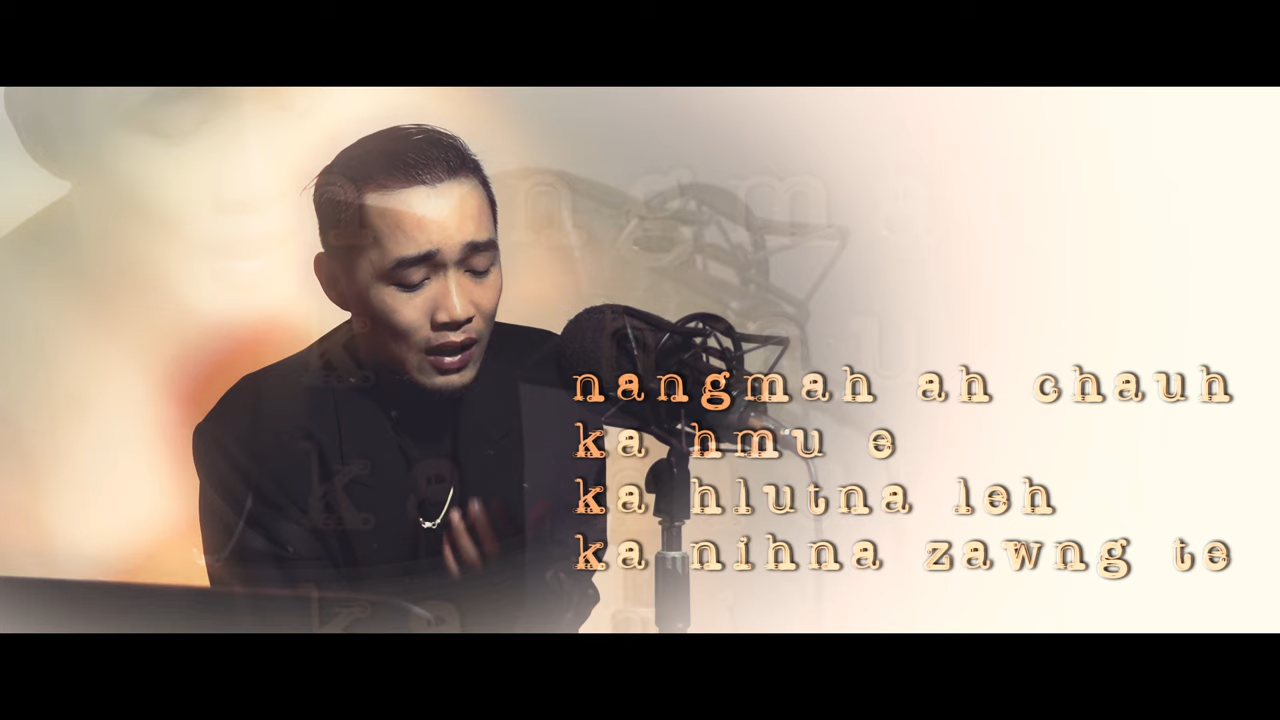 nangmah ah chauh
ka hmu e
ka hlutna leh
ka nihna zawng te